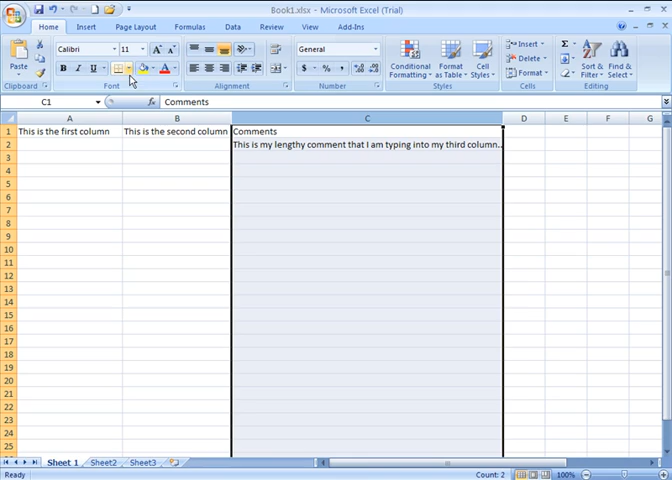 Book1.xlsx - Microsoft Excel (Trial)
Home Insert Page Layout Formulas Data Review View Add-Ins
Calibri 11 A A General Insert Σ
Paste B I U A $ % , Conditional Formatting Format as Table Cell Styles Delete Format Sort & Filter Find & Select
Clipboard Font Alignment Number Styles Cells Editing
C1 fx Comments
A B C D E F G
1 This is the first column This is the second column Comments
2 This is my lengthy comment that I am typing into my third column..
3
4
5
6
7
8
9
10
11
12
13
14
15
16
17
18
19
20
21
22
23
24
25
Sheet 1 Sheet2 Sheet3
Ready Count: 2 100%